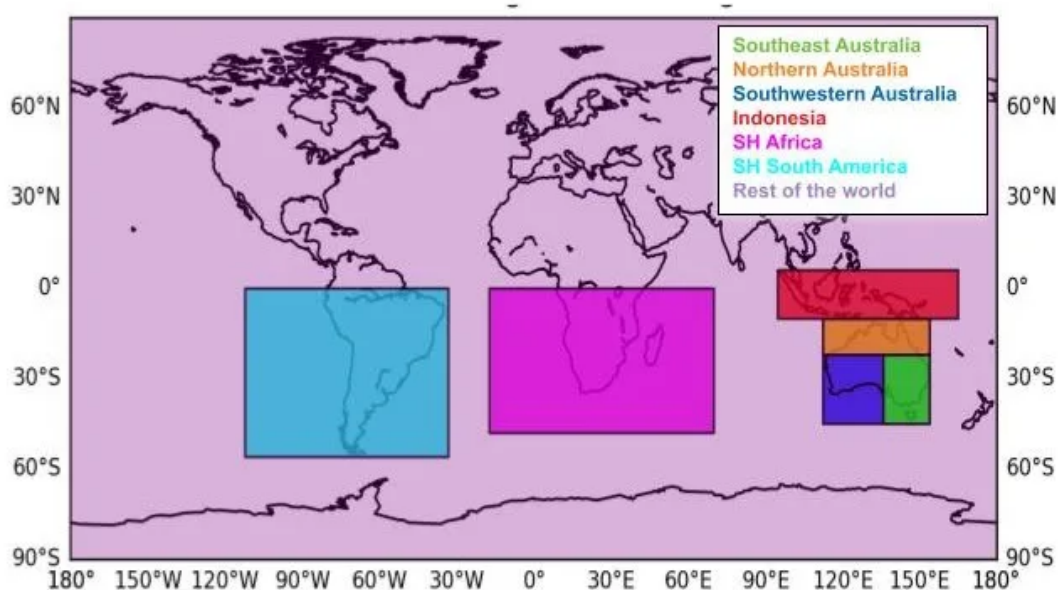 Southeast Australia
Northern Australia
Southwestern Australia
Indonesia
SH Africa
SH South America
Rest of the world
60°N
60°N
30°N
30°N
0°
0°
30°S
30°S
60°S
60°S
90°S
90°S
180° 150°W 120°W 90°W 60°W 30°W 0° 30°E 60°E 90°E 120°E 150°E 180°